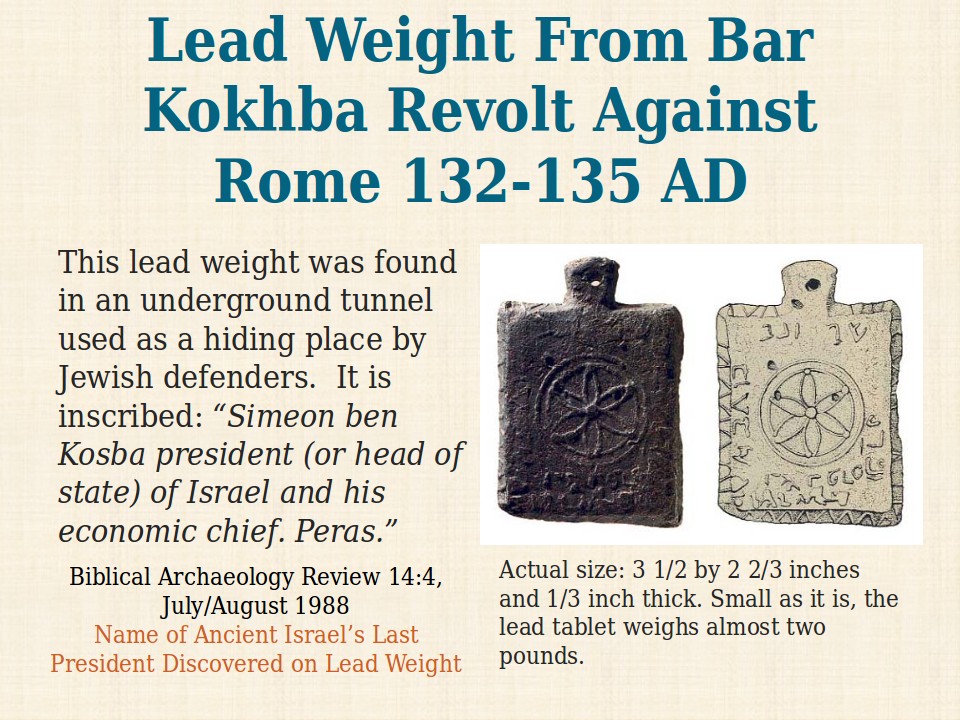 Lead Weight From Bar
Kokhba Revolt Against
Rome 132-135 AD
This lead weight was found
in an underground tunnel
used as a hiding place by
Jewish defenders.  It is
inscribed: “Simeon ben
Kosba president (or head of
state) of Israel and his
economic chief. Peras.”
Biblical Archaeology Review 14:4,
July/August 1988
Name of Ancient Israel’s Last
President Discovered on Lead Weight
Actual size: 3 1/2 by 2 2/3 inches
and 1/3 inch thick. Small as it is, the
lead tablet weighs almost two
pounds.